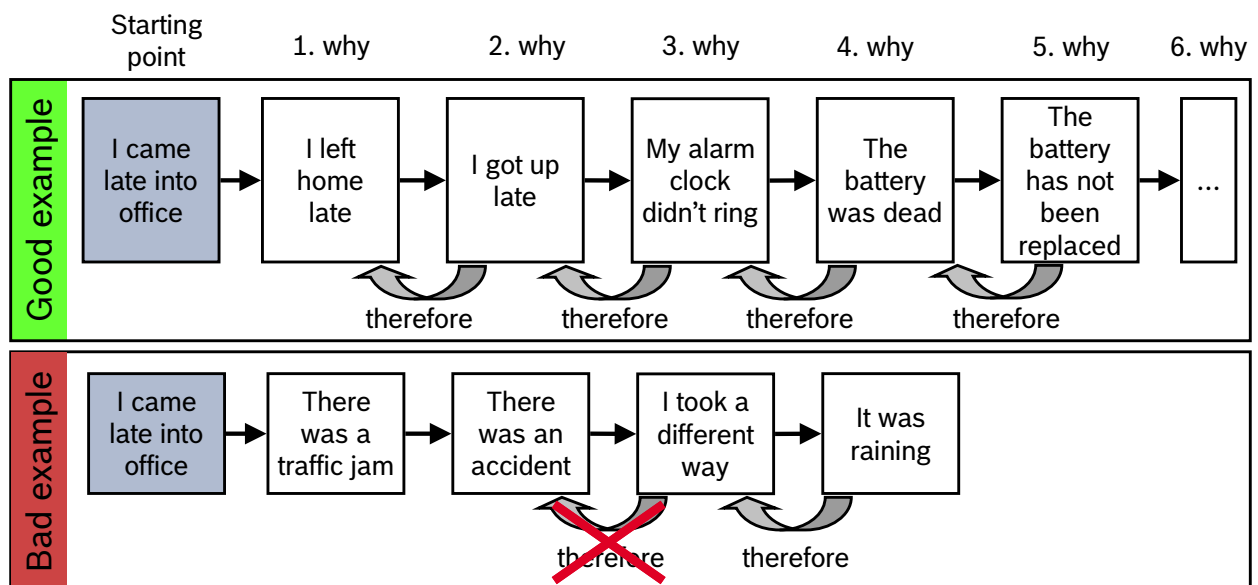 Starting
point
1. why
2. why
3. why
4. why
5. why
6. why
Good example
I came
late into
office
I left
home
late
I got up
late
My alarm
clock
didn't ring
The
battery
was dead
The
battery
has not
been
replaced
...
therefore
therefore
therefore
therefore
Bad example
I came
late into
office
There
was a
traffic jam
There
was an
accident
I took a
different
way
It was
raining
therefore
therefore